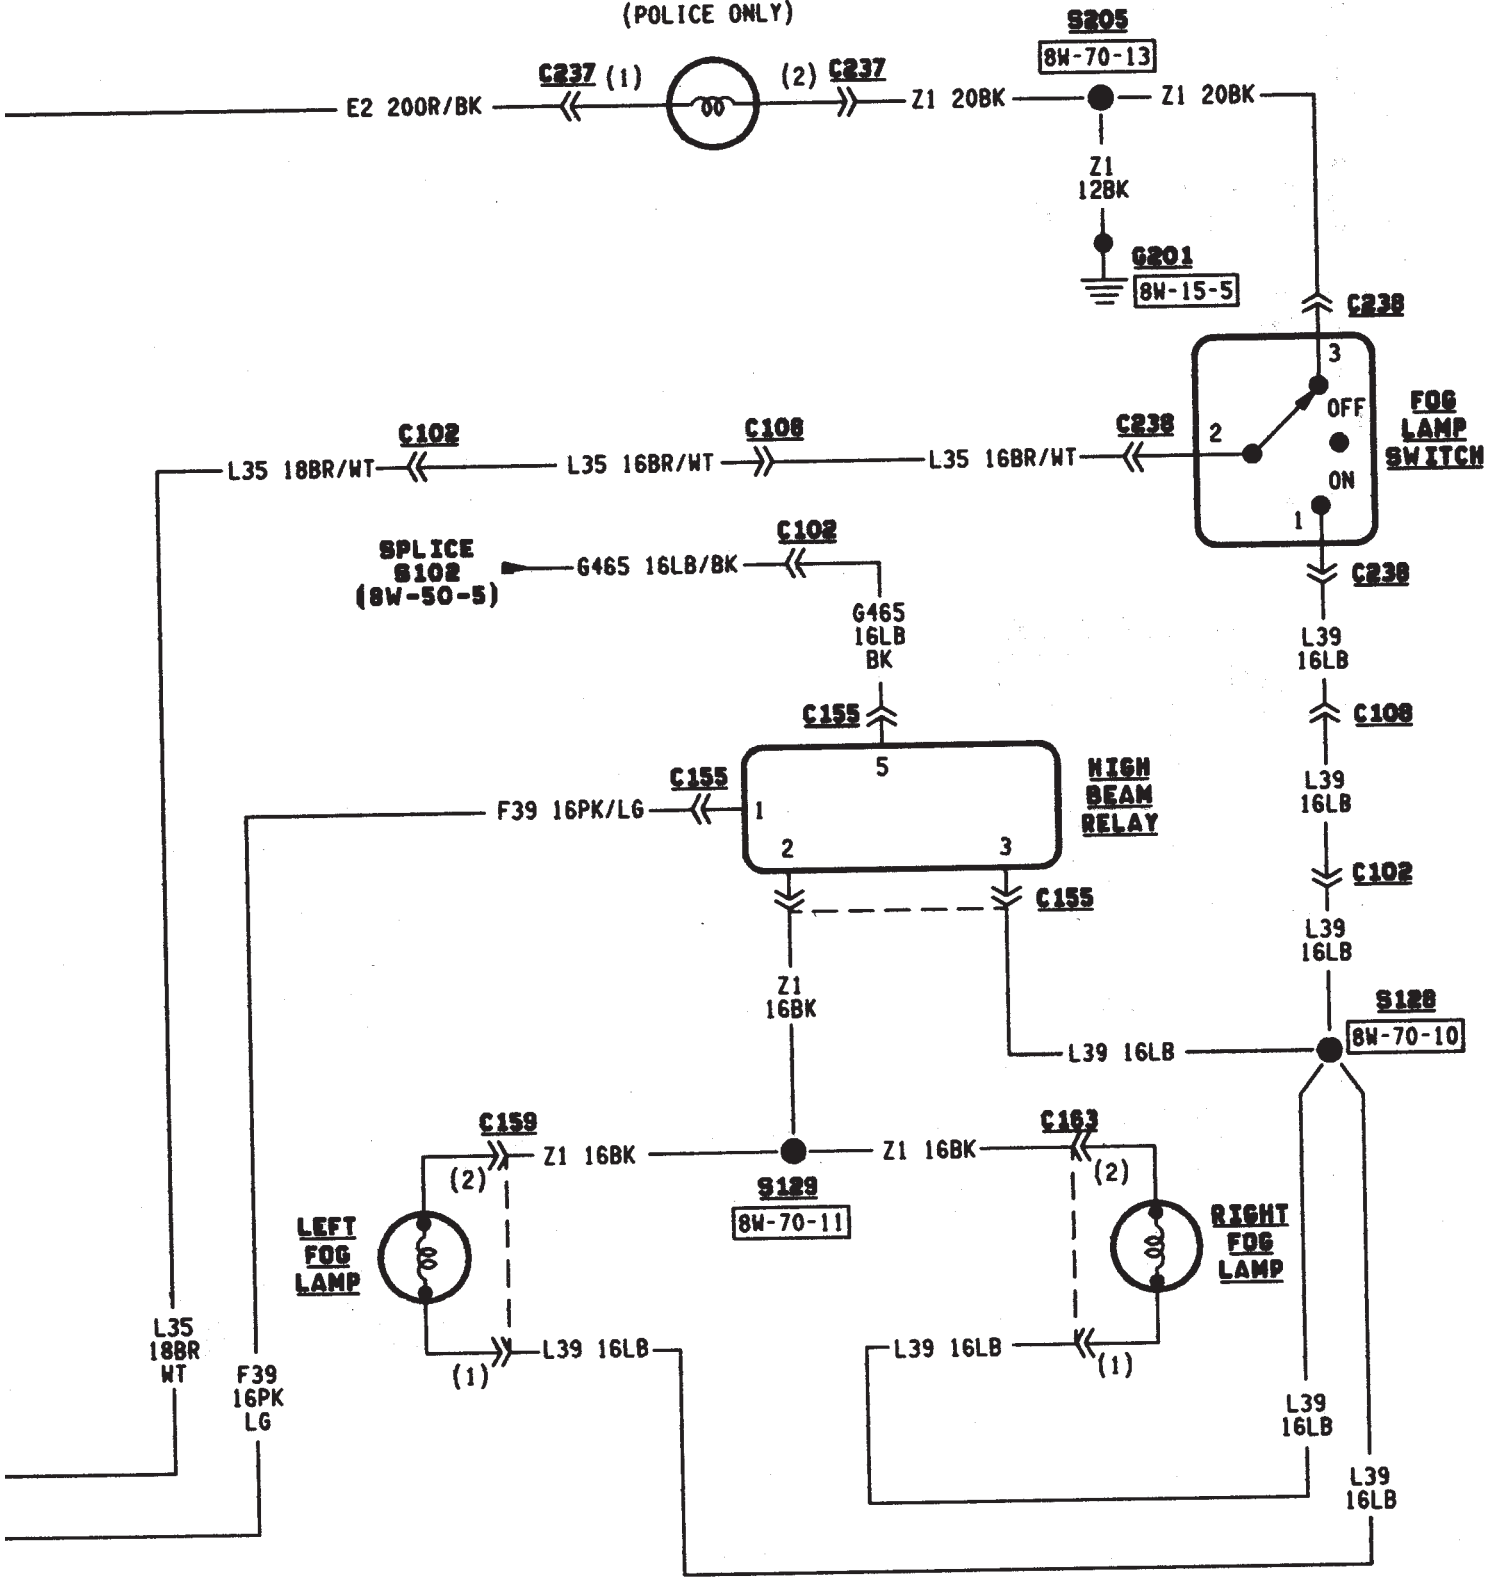 (POLICE ONLY)
S205
8W-70-13
C237 (1)
(2) C237
E2 20OR/BK
Z1 20BK
Z1 20BK
Z1
12BK
G201
8W-15-5
C238
3
OFF
ON
2
1
FOG
LAMP
SWITCH
C102
C108
C238
L35 18BR/WT
L35 16BR/WT
L35 16BR/WT
C102
SPLICE
S102
(8W-50-5)
G465 16LB/BK
C238
G465
16LB
BK
L39
16LB
C155
C108
5
HIGH
BEAM
RELAY
C155
F39 16PK/LG
1
2
3
L39
16LB
C102
C155
L39
16LB
Z1
16BK
S128
8W-70-10
L39 16LB
C159
C163
Z1 16BK
Z1 16BK
(2)
(2)
S129
8W-70-11
LEFT
FOG
LAMP
RIGHT
FOG
LAMP
L35
18BR
WT
L39 16LB
L39 16LB
(1)
(1)
F39
16PK
LG
L39
16LB
L39
16LB